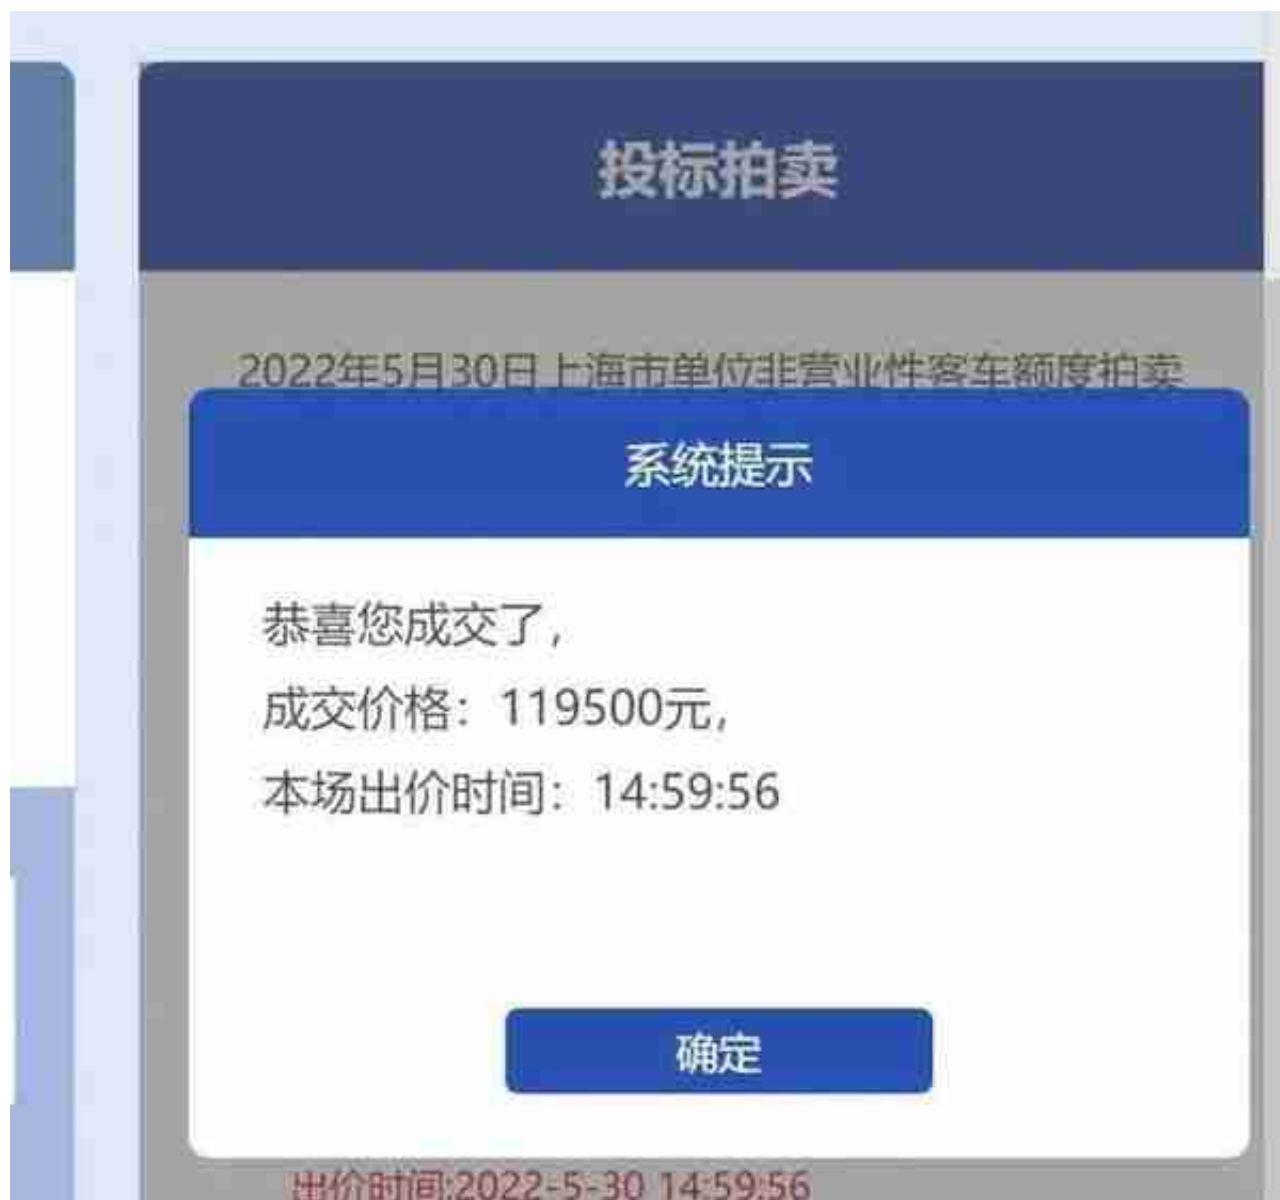 投标拍卖
2022年5月30日上海市单位非营业性客车额度拍卖
系统提示
恭喜您成交了，
成交价格：119500元，
本场出价时间：14:59:56
确定
出价时间:2022-5-30 14:59:56